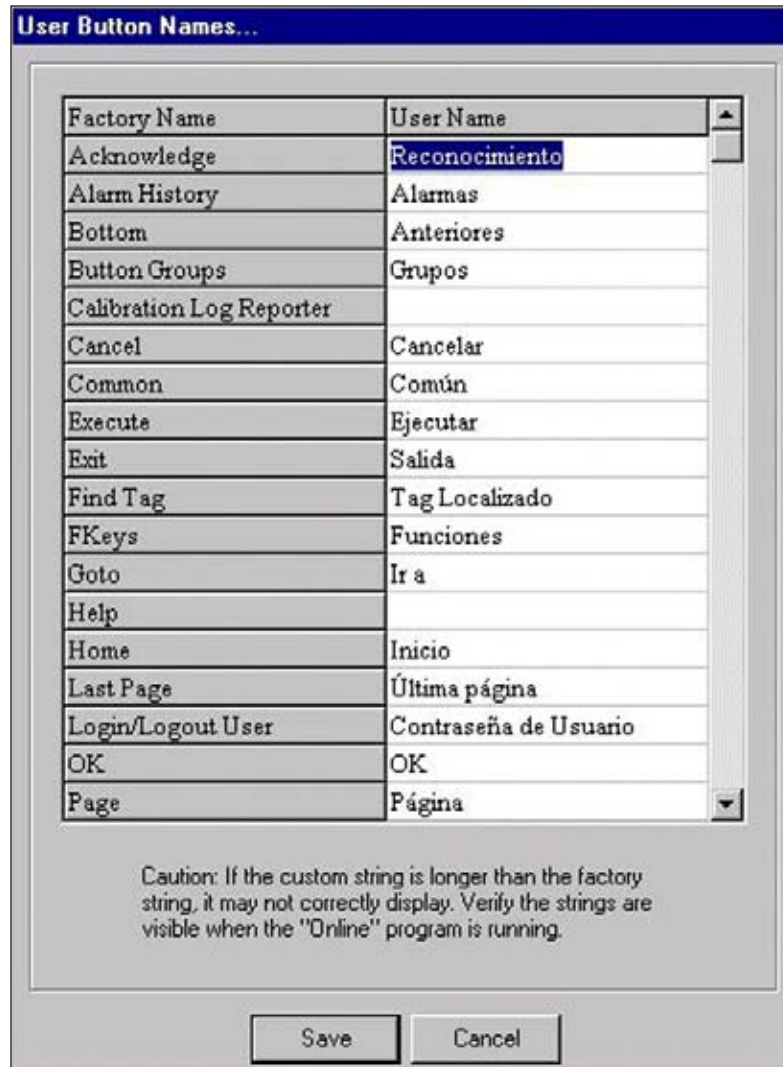 User Button Names...
Factory Name User Name
Acknowledge Reconocimiento
Alarm History Alarmas
Bottom Anteriores
Button Groups Grupos
Calibration Log Reporter
Cancel Cancelar
Common Común
Execute Ejecutar
Exit Salida
Find Tag Tag Localizado
FKeys Funciones
Goto Ir a
Help
Home Inicio
Last Page Última página
Login/Logout User Contraseña de Usuario
OK OK
Page Página
Caution: If the custom string is longer than the factory
string, it may not correctly display. Verify the strings are
visible when the "Online" program is running.
Save Cancel